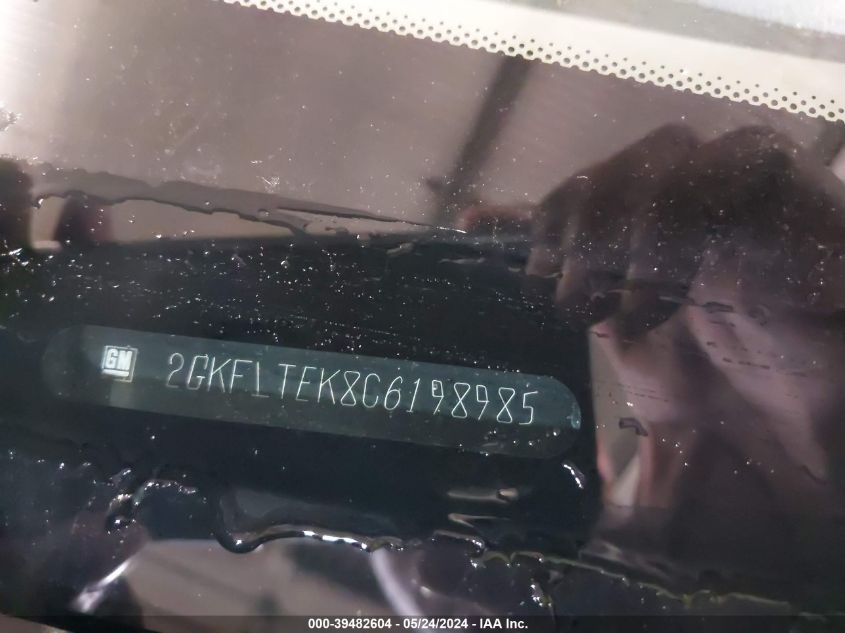 GM 2GKFLTEK8C6198985
000-39482604 - 05/24/2024 - IAA Inc.